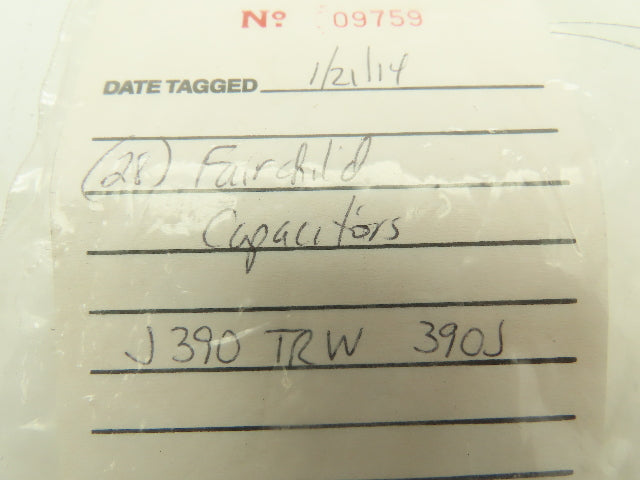 Nº 09759
DATE TAGGED 1/21/14
(28) Fairchild
Capacitors
J 390 TRW 390J